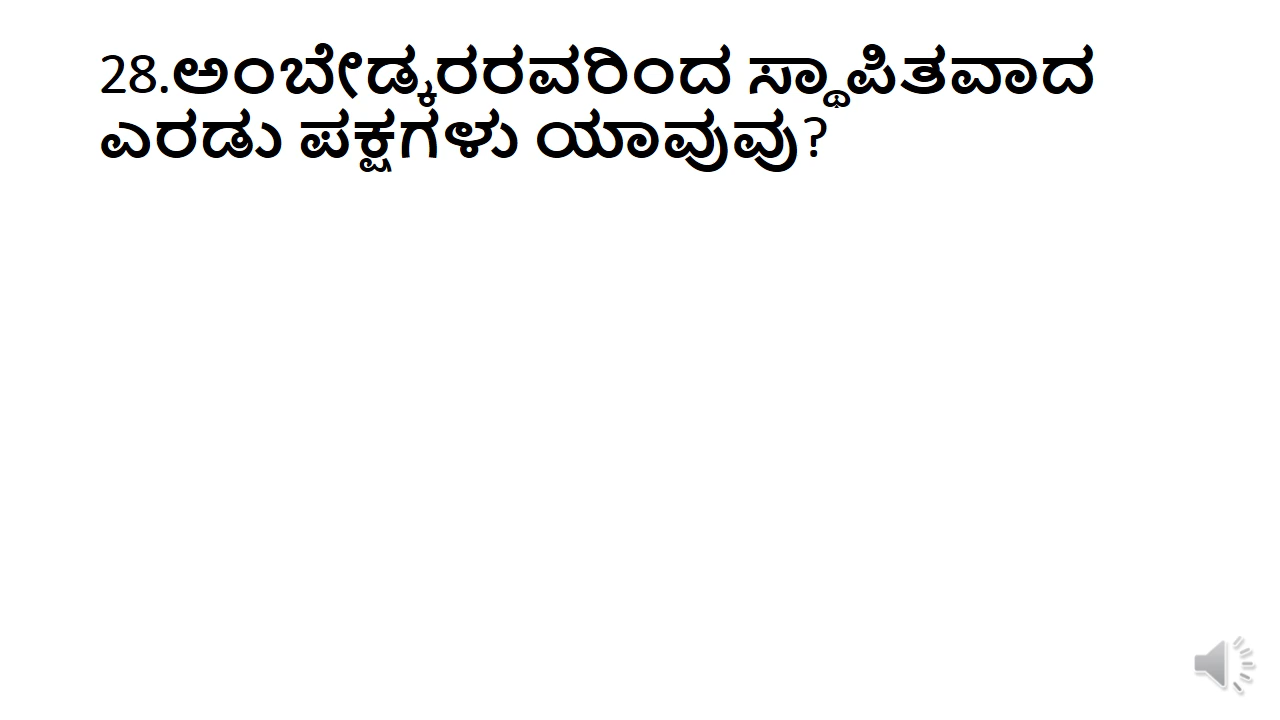 28.ಅಂಬೇಡ್ಕರರವರಿಂದ ಸ್ಥಾಪಿತವಾದ
ಎರಡು ಪಕ್ಷಗಳು ಯಾವುವು?